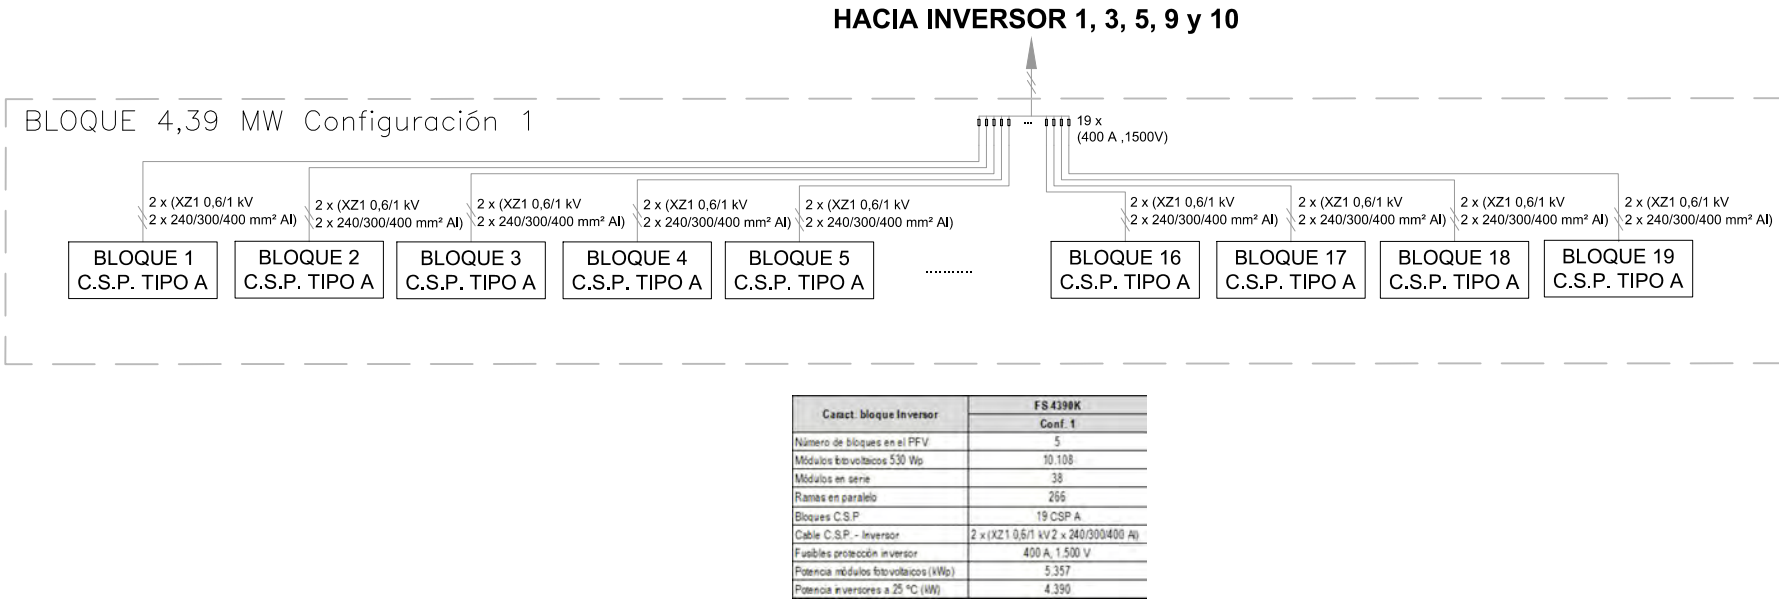 HACIA INVERSOR 1, 3, 5, 9 y 10
BLOQUE 4,39 MW Configuración 1
...
19 x
(400 A ,1500V)
2 x (XZ1 0,6/1 kV
2 x 240/300/400 mm² Al)
2 x (XZ1 0,6/1 kV
2 x 240/300/400 mm² Al)
2 x (XZ1 0,6/1 kV
2 x 240/300/400 mm² Al)
2 x (XZ1 0,6/1 kV
2 x 240/300/400 mm² Al)
2 x (XZ1 0,6/1 kV
2 x 240/300/400 mm² Al)
2 x (XZ1 0,6/1 kV
2 x 240/300/400 mm² Al)
2 x (XZ1 0,6/1 kV
2 x 240/300/400 mm² Al)
2 x (XZ1 0,6/1 kV
2 x 240/300/400 mm² Al)
2 x (XZ1 0,6/1 kV
2 x 240/300/400 mm² Al)
BLOQUE 1
C.S.P. TIPO A
BLOQUE 2
C.S.P. TIPO A
BLOQUE 3
C.S.P. TIPO A
BLOQUE 4
C.S.P. TIPO A
BLOQUE 5
C.S.P. TIPO A
...........
BLOQUE 16
C.S.P. TIPO A
BLOQUE 17
C.S.P. TIPO A
BLOQUE 18
C.S.P. TIPO A
BLOQUE 19
C.S.P. TIPO A
Caract. bloque Inversor FS 4390K
Conf. 1
Número de bloques en el PFV 5
Módulos fotovoltaicos 530 Wp 10.108
Módulos en serie 38
Ramas en paralelo 266
Bloques C.S.P 19 CSP A
Cable C.S.P. - Inversor 2 x (XZ1 0,6/1 kV 2 x 240/300/400 Al)
Fusibles protección inversor 400 A, 1.500 V
Potencia módulos fotovoltaicos (kWp) 5.357
Potencia inversores a 25 ºC (kW) 4.390